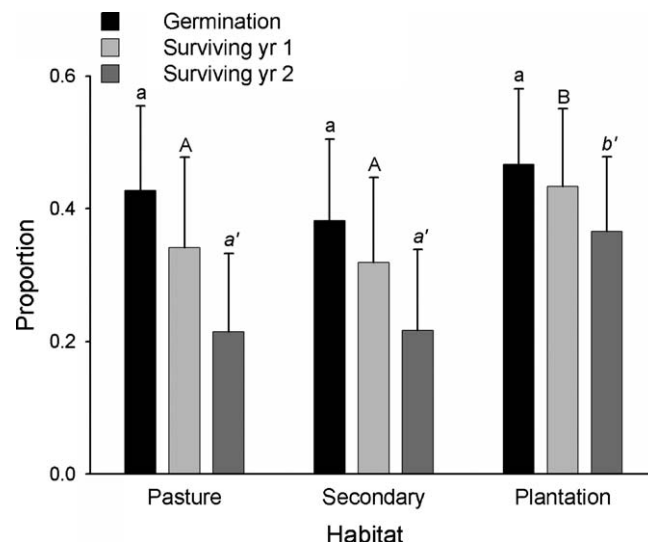 Germination
Surviving yr 1
Surviving yr 2
0.6
0.4
0.2
0.0
Proportion
a
A
a'
a
A
a'
a
B
b'
Pasture
Secondary
Plantation
Habitat